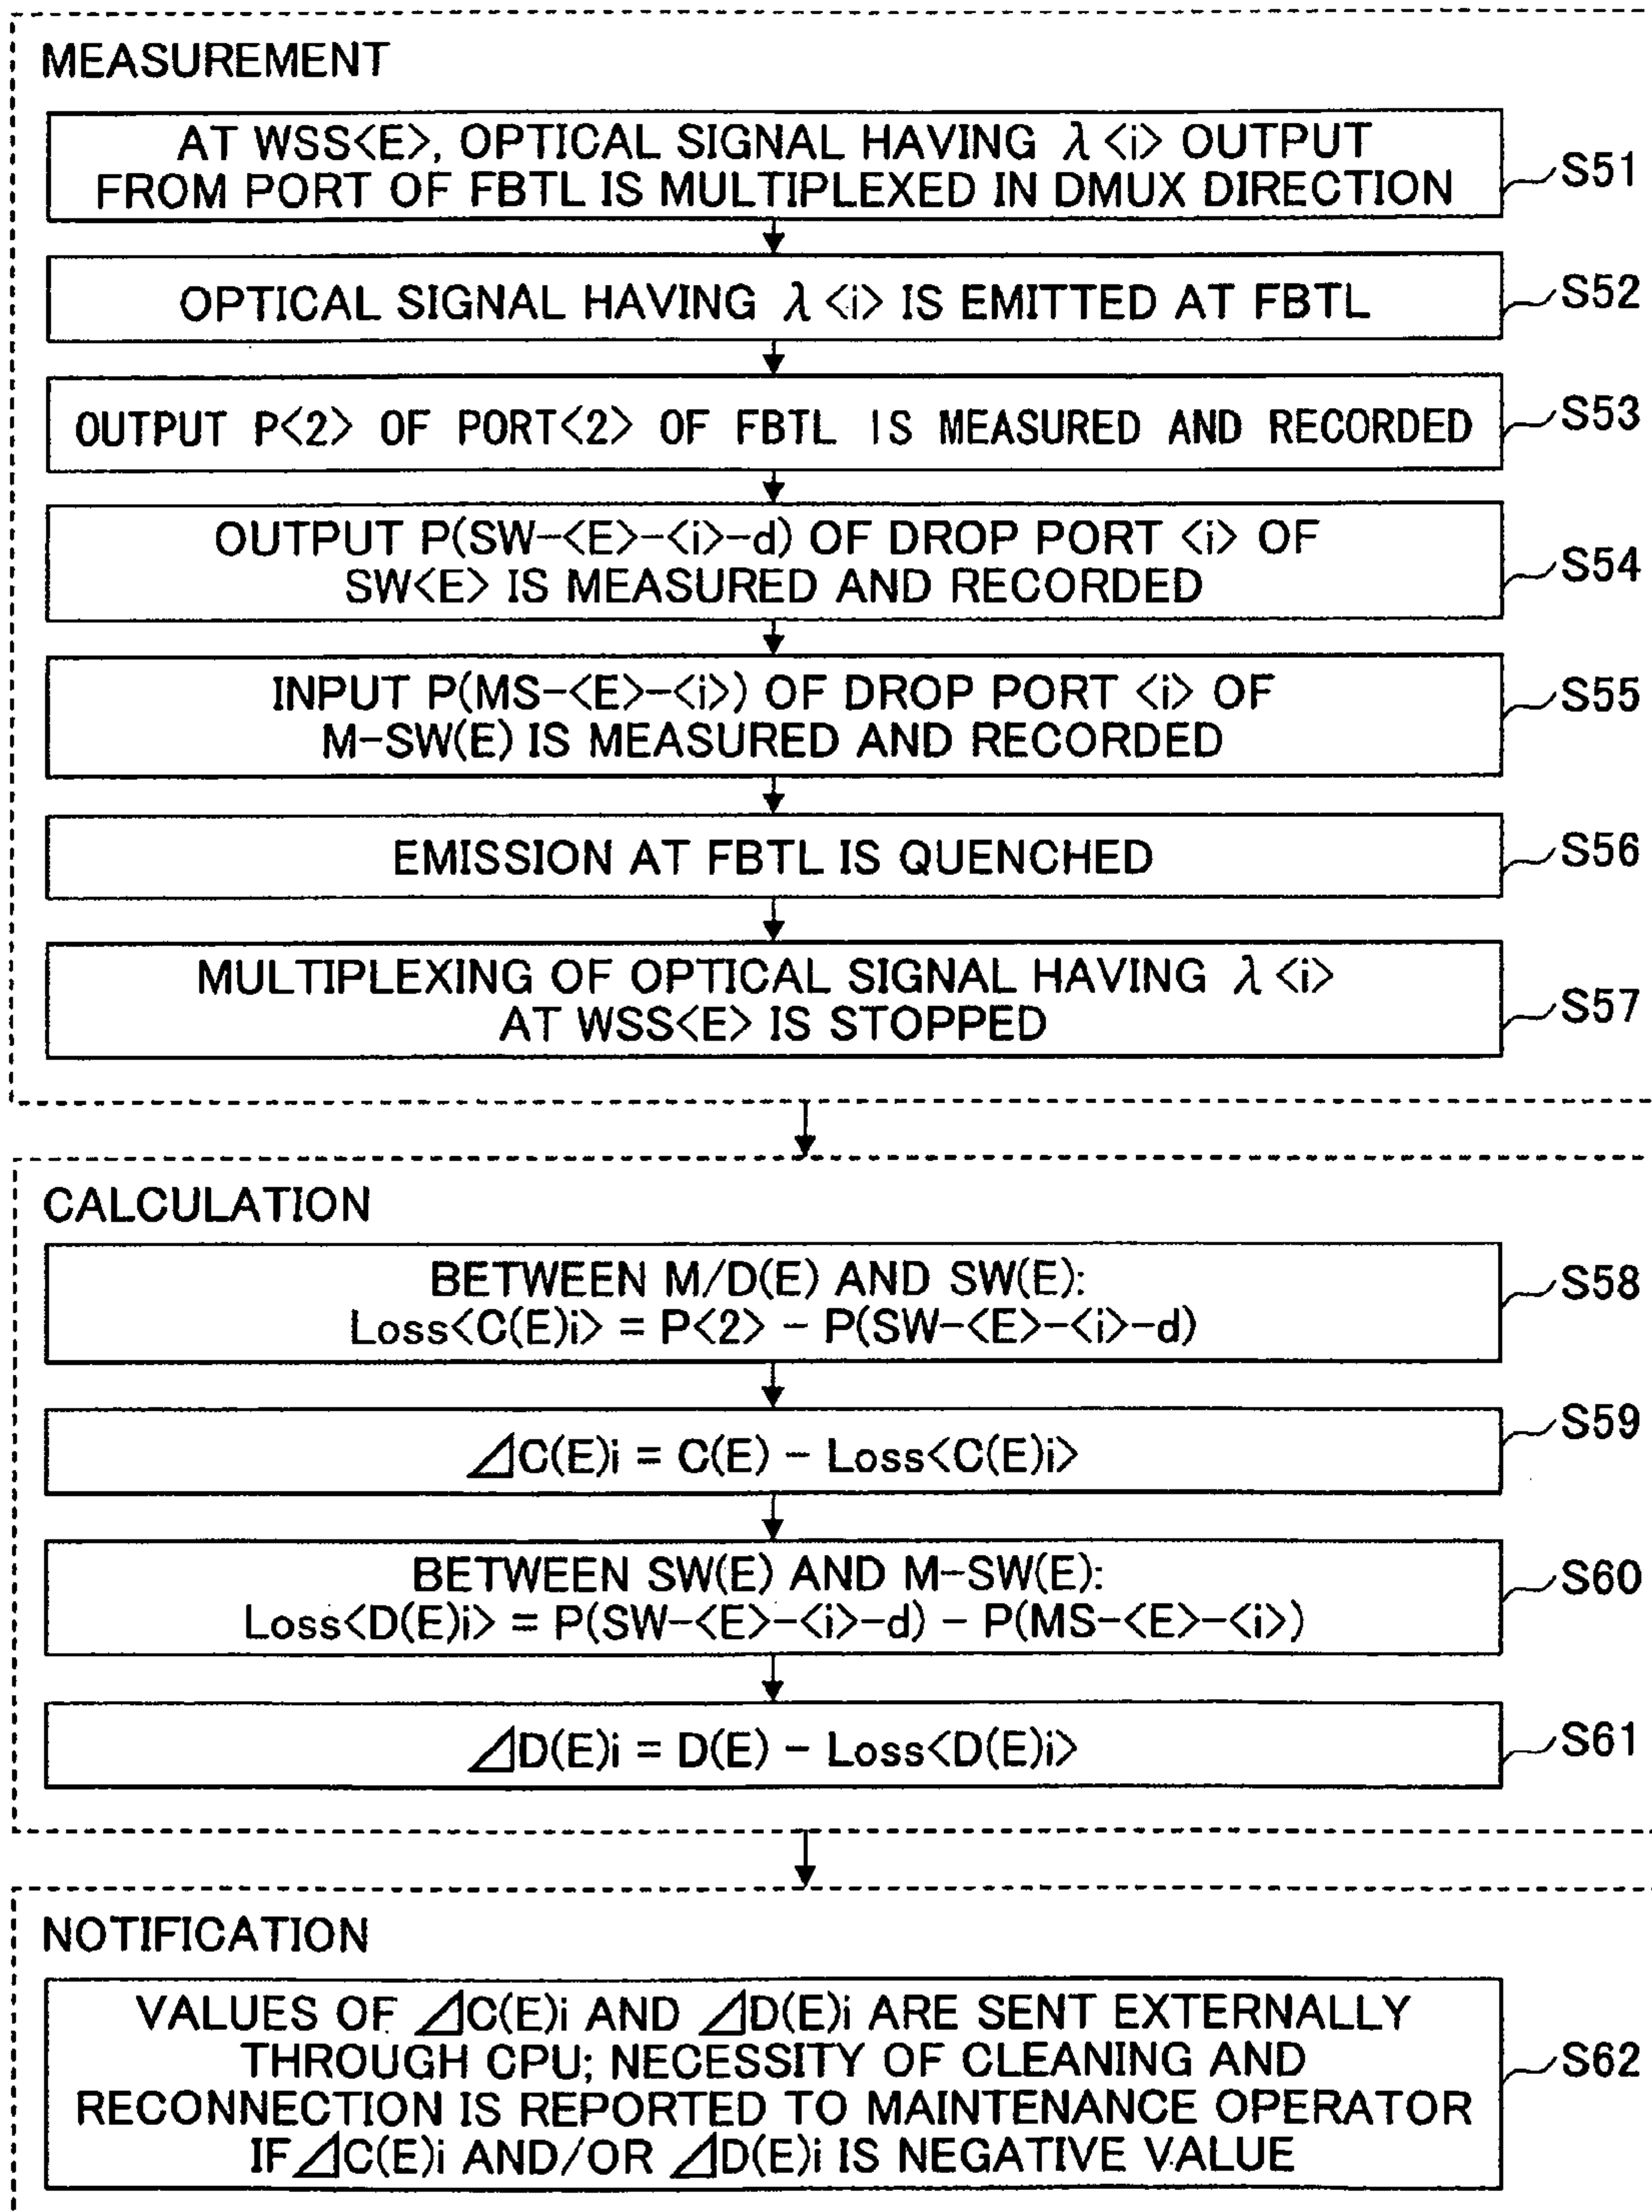 MEASUREMENT
AT WSS<E>, OPTICAL SIGNAL HAVING λ<i> OUTPUT
FROM PORT OF FBTL IS MULTIPLEXED IN DMUX DIRECTION
S51
OPTICAL SIGNAL HAVING λ<i> IS EMITTED AT FBTL
S52
OUTPUT P<2> OF PORT<2> OF FBTL IS MEASURED AND RECORDED
S53
OUTPUT P(SW-<E>-<i>-d) OF DROP PORT <i> OF
SW<E> IS MEASURED AND RECORDED
S54
INPUT P(MS-<E>-<i>) OF DROP PORT <i> OF
M-SW(E) IS MEASURED AND RECORDED
S55
EMISSION AT FBTL IS QUENCHED
S56
MULTIPLEXING OF OPTICAL SIGNAL HAVING λ<i>
AT WSS<E> IS STOPPED
S57
CALCULATION
BETWEEN M/D(E) AND SW(E):
Loss<C(E)i> = P<2> - P(SW-<E>-<i>-d)
S58
⊿C(E)i = C(E) - Loss<C(E)i>
S59
BETWEEN SW(E) AND M-SW(E):
Loss<D(E)i> = P(SW-<E>-<i>-d) - P(MS-<E>-<i>)
S60
⊿D(E)i = D(E) - Loss<D(E)i>
S61
NOTIFICATION
VALUES OF ⊿C(E)i AND ⊿D(E)i ARE SENT EXTERNALLY
THROUGH CPU; NECESSITY OF CLEANING AND
RECONNECTION IS REPORTED TO MAINTENANCE OPERATOR
IF ⊿C(E)i AND/OR ⊿D(E)i IS NEGATIVE VALUE
S62